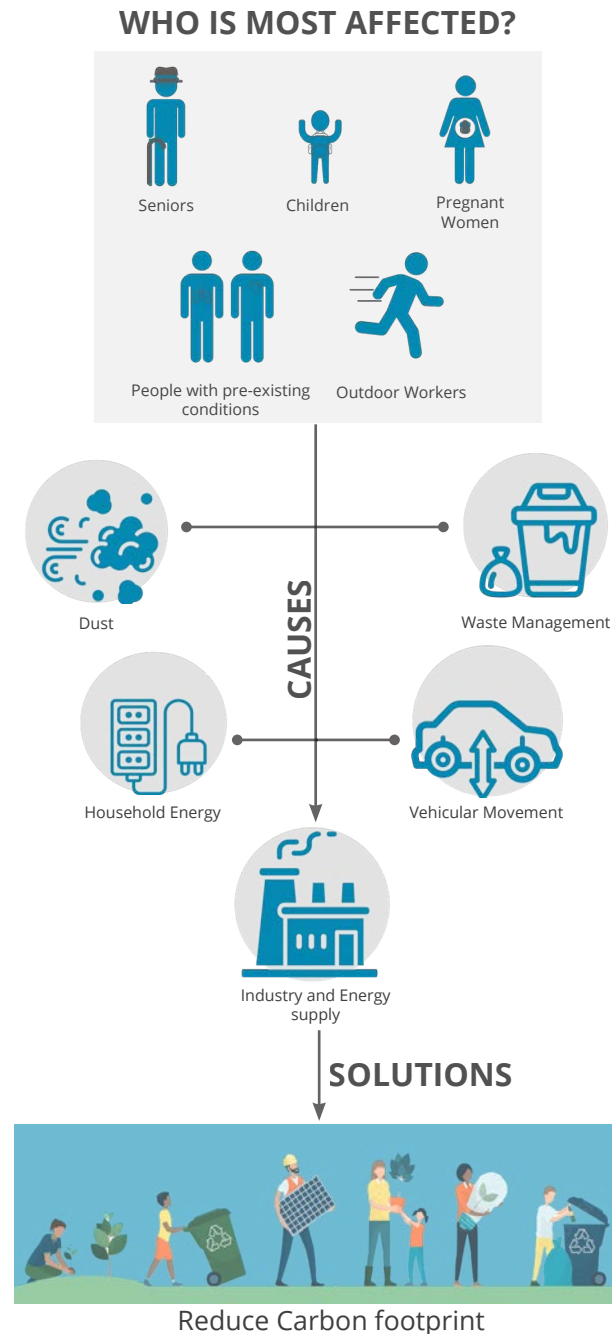 WHO IS MOST AFFECTED?
Seniors
Children
Pregnant
Women
People with pre-existing
conditions
Outdoor Workers
CAUSES
Dust
Waste Management
Household Energy
Vehicular Movement
Industry and Energy
supply
SOLUTIONS
Reduce Carbon footprint